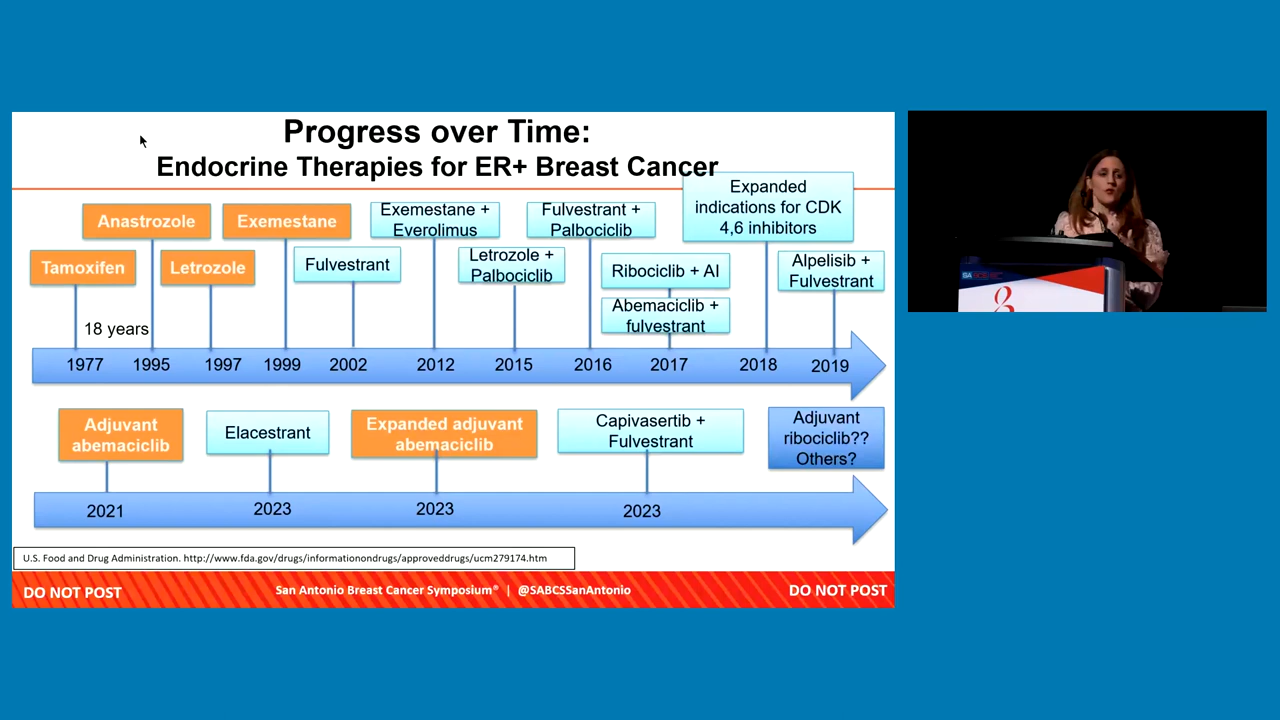 Progress over Time:
Endocrine Therapies for ER+ Breast Cancer
Expanded
indications for CDK
4,6 inhibitors
Anastrozole
Exemestane
Exemestane +
Everolimus
Fulvestrant +
Palbociclib
Tamoxifen
Letrozole
Fulvestrant
Letrozole +
Palbociclib
Ribociclib + AI
Alpelisib +
Fulvestrant
Abemaciclib +
fulvestrant
18 years
1977 1995 1997 1999 2002 2012 2015 2016 2017 2018 2019
Adjuvant
abemaciclib
Elacestrant
Expanded adjuvant
abemaciclib
Capivasertib +
Fulvestrant
Adjuvant
ribociclib??
Others?
2021 2023 2023 2023
U.S. Food and Drug Administration. http://www.fda.gov/drugs/informationondrugs/approveddrugs/ucm279174.htm
DO NOT POST
San Antonio Breast Cancer Symposium® | @SABCSSanAntonio
DO NOT POST